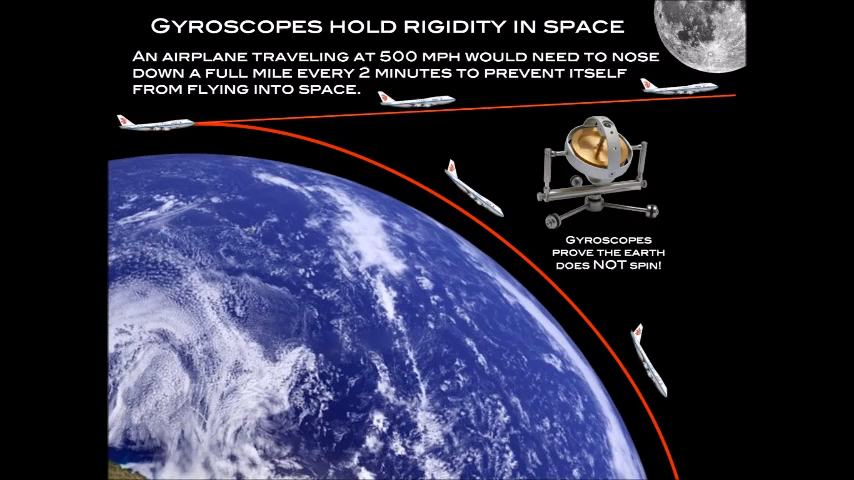 Gyroscopes hold rigidity in space
An airplane traveling at 500 mph would need to nose
down a full mile every 2 minutes to prevent itself
from flying into space.
Gyroscopes
prove the earth
does NOT spin!